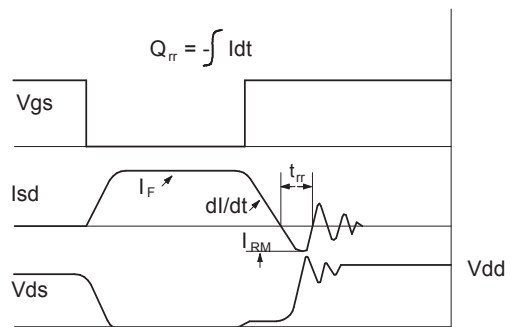 Q_rr = -∫ Idt
Vgs
t_rr
Isd
I_F
dI/dt
I_RM
Vdd
Vds